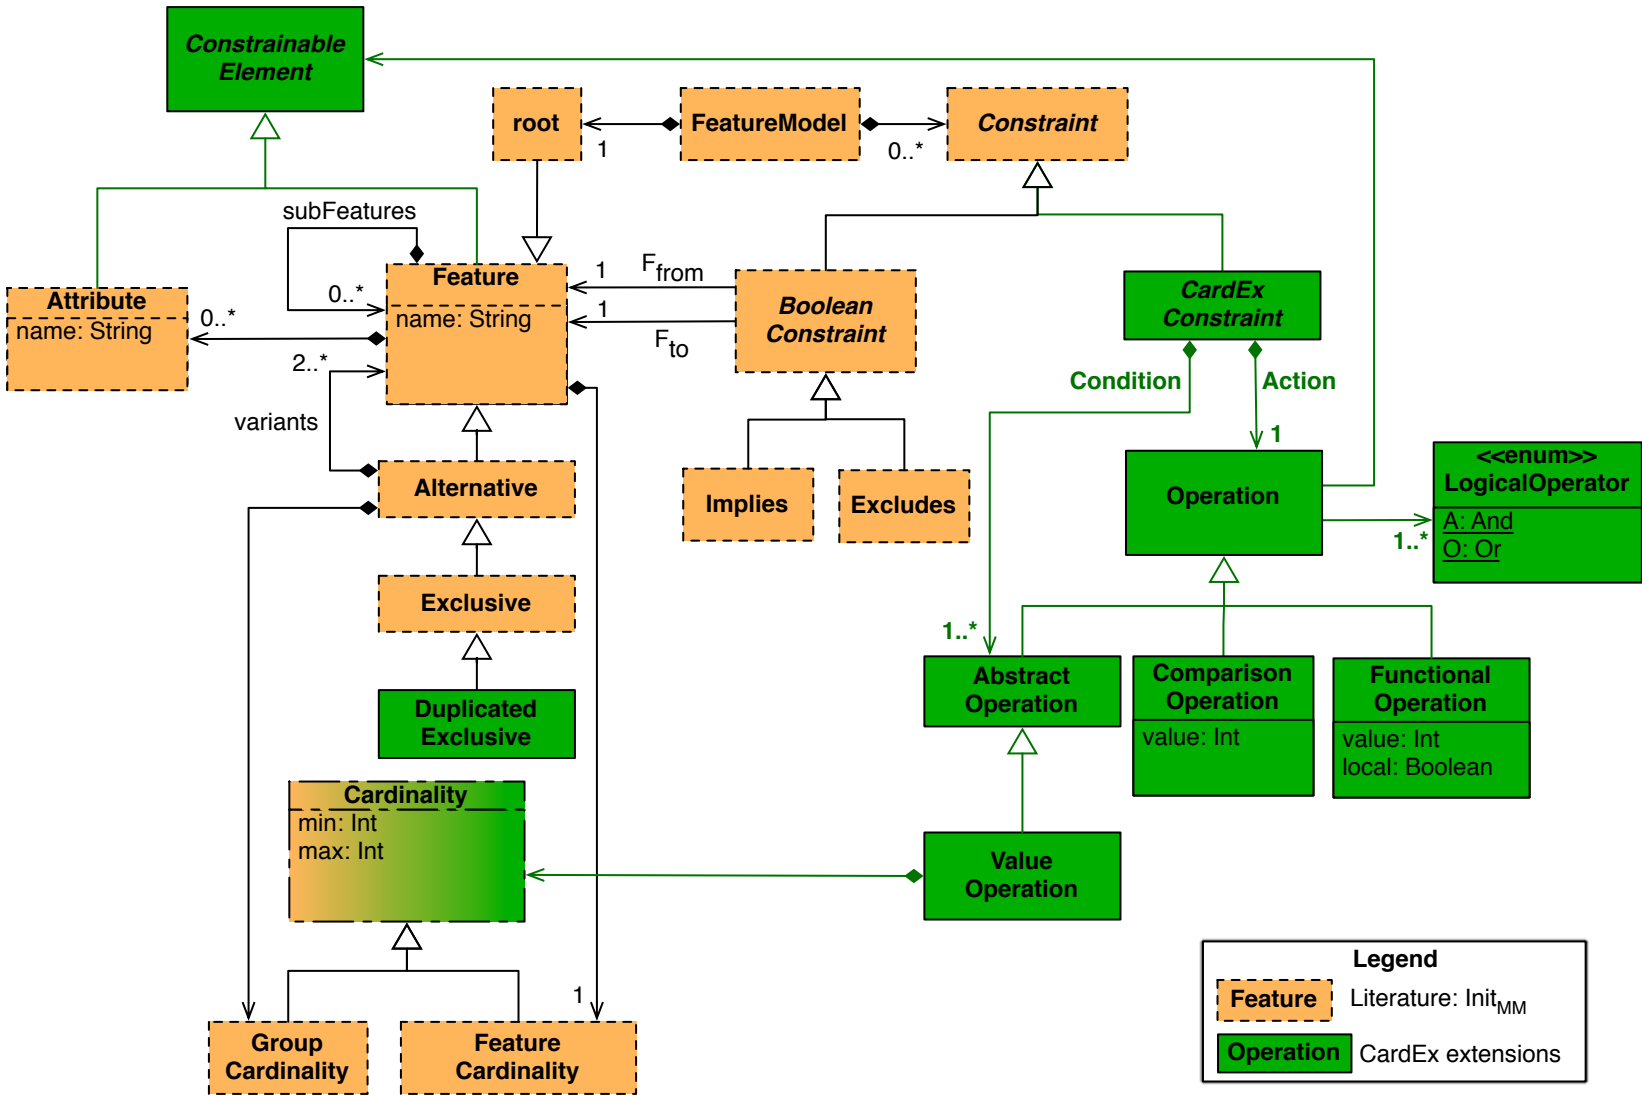 Constrainable
Element
root
FeatureModel
Constraint
1
0..*
subFeatures
0..*
Attribute
name: String
0..*
Feature
name: String
1
F from
1
F to
Boolean
Constraint
CardEx
Constraint
Condition
Action
1
2..*
variants
Alternative
Implies
Excludes
Operation
<<enum>>
LogicalOperator
A: And
O: Or
1..*
Exclusive
1..*
Duplicated
Exclusive
Abstract
Operation
Comparison
Operation
value: Int
Functional
Operation
value: Int
local: Boolean
Cardinality
min: Int
max: Int
Value
Operation
1
Group
Cardinality
Feature
Cardinality
Legend
Feature
Literature: InitMM
Operation
CardEx extensions